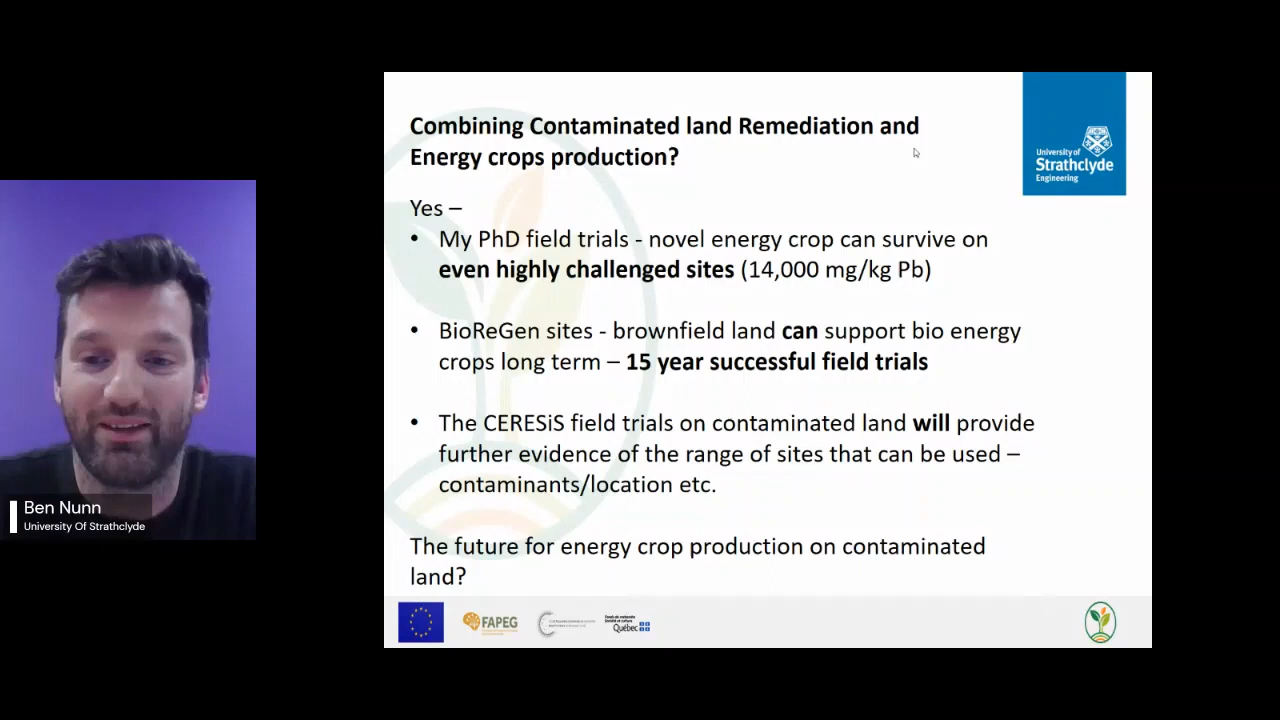 Combining Contaminated land Remediation and
Energy crops production?
University of
Strathclyde
Engineering
Yes –
• My PhD field trials - novel energy crop can survive on
even highly challenged sites (14,000 mg/kg Pb)
• BioReGen sites - brownfield land can support bio energy
crops long term – 15 year successful field trials
• The CERESiS field trials on contaminated land will provide
further evidence of the range of sites that can be used –
contaminants/location etc.
The future for energy crop production on contaminated
land?
Ben Nunn
University Of Strathclyde
FAPEG
Québec